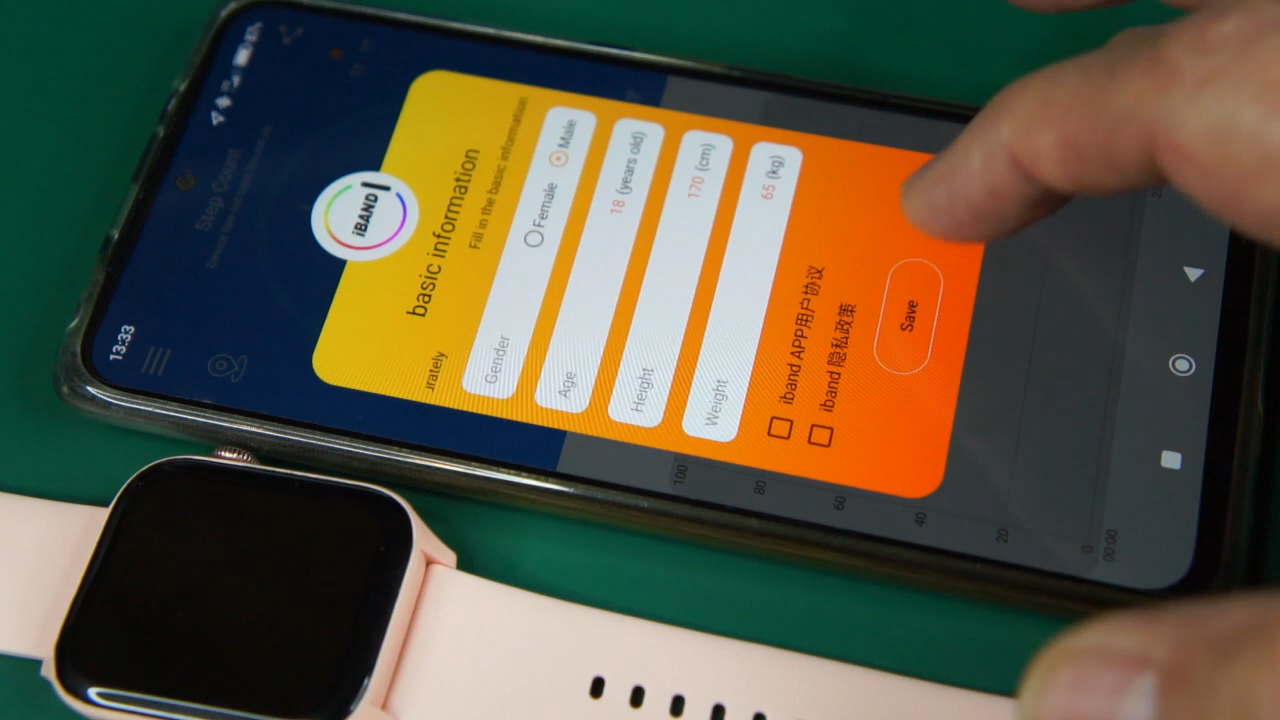 13:33
Step Count
iBAND
basic information
Fill in the basic information
urately
Gender Female Male
Age 18 (years old)
Height 170 (cm)
Weight 65 (kg)
iband APP用户协议
iband 隐私政策
Save
100
80
60
40
20
0
00:00